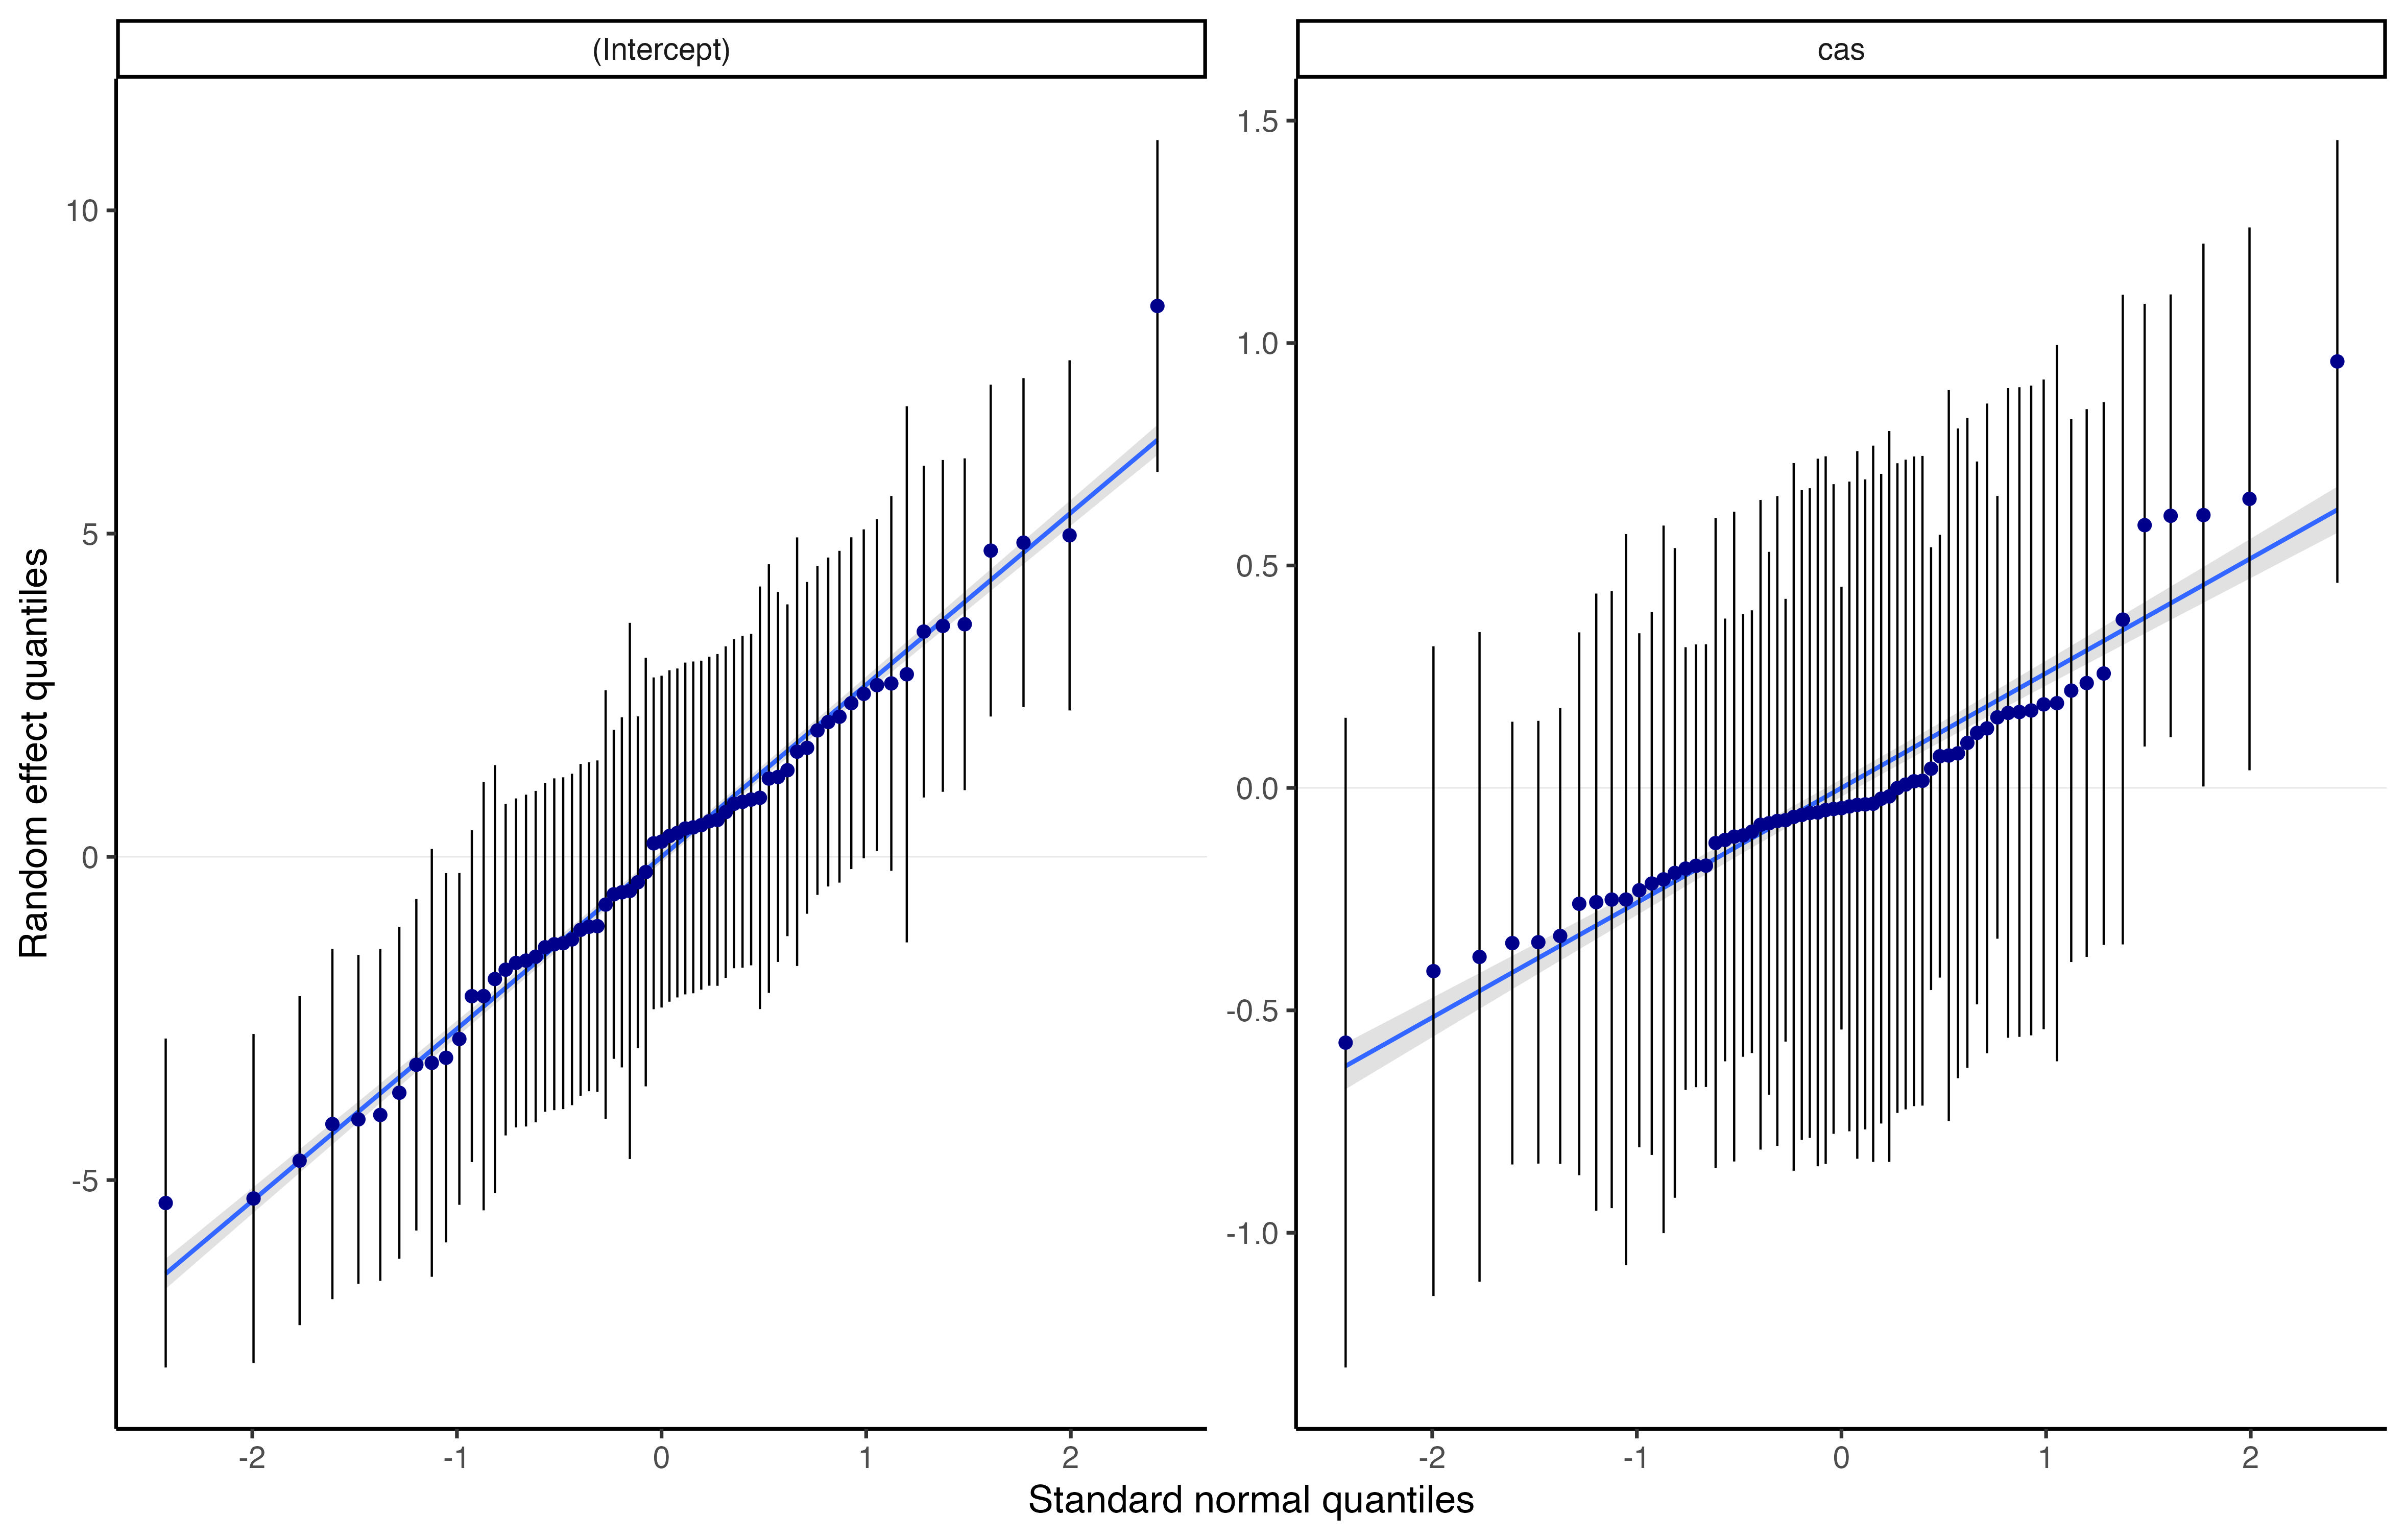 (Intercept)
cas
10
5
0
-5
1.5
1.0
0.5
0.0
-0.5
-1.0
-2 -1 0 1 2
-2 -1 0 1 2
Random effect quantiles
Standard normal quantiles